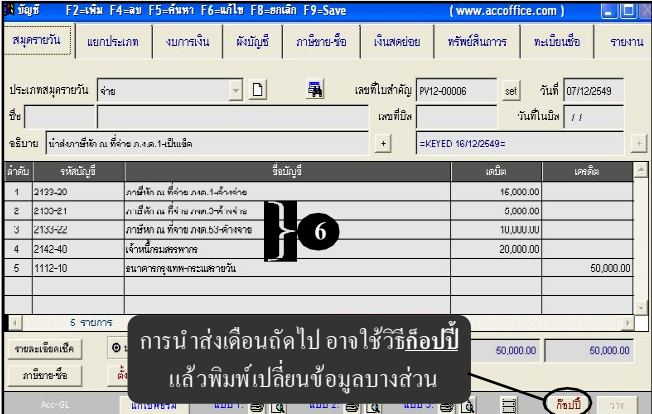 บัญชี F2=เพิ่ม F4=ลบ F5=ค้นหา F6=แก้ไข F8=ยกเลิก F9=Save (www.accoffice.com)
สมุดรายวัน แยกประเภท งบการเงิน ผังบัญชี ภาษีขาย-ซื้อ เงินสดย่อย ทรัพย์สินถาวร ทะเบียนชื่อ รายงาน
ประเภทสมุดรายวัน จ่าย เลขที่ใบสำคัญ PV12-00006 set วันที่ 07/12/2549
ชื่อ เลขที่บิล วันที่ในบิล / /
อธิบาย นำส่งภาษีหัก ณ ที่จ่าย ภ.ง.ด.1-เป็นเช็ค + =KEYED 16/12/2549= +
ลำดับ รหัสบัญชี ชื่อบัญชี เดบิต เครดิต
1 2133-20 ภาษีหัก ณ ที่จ่าย ภงด.1-ค้างจ่าย 15,000.00
2 2133-21 ภาษีหัก ณ ที่จ่าย ภงด.3-ค้างจ่าย 5,000.00
3 2133-22 ภาษีหัก ณ ที่จ่าย ภงด.53-ค้างจ่าย 10,000.00
4 2142-40 เจ้าหนี้กรมสรรพากร 20,000.00
5 1112-10 ธนาคารกรุงเทพ-กระแสรายวัน 50,000.00
6
5 รายการ
รายละเอียดเช็ค 50,000.00 50,000.00
การนำส่งเดือนถัดไป อาจใช้วิธีก็อปปี้
แล้วพิมพ์เปลี่ยนข้อมูลบางส่วน
ภาษีขาย-ซื้อ
Acc-GL ก๊อปปี้ วาง